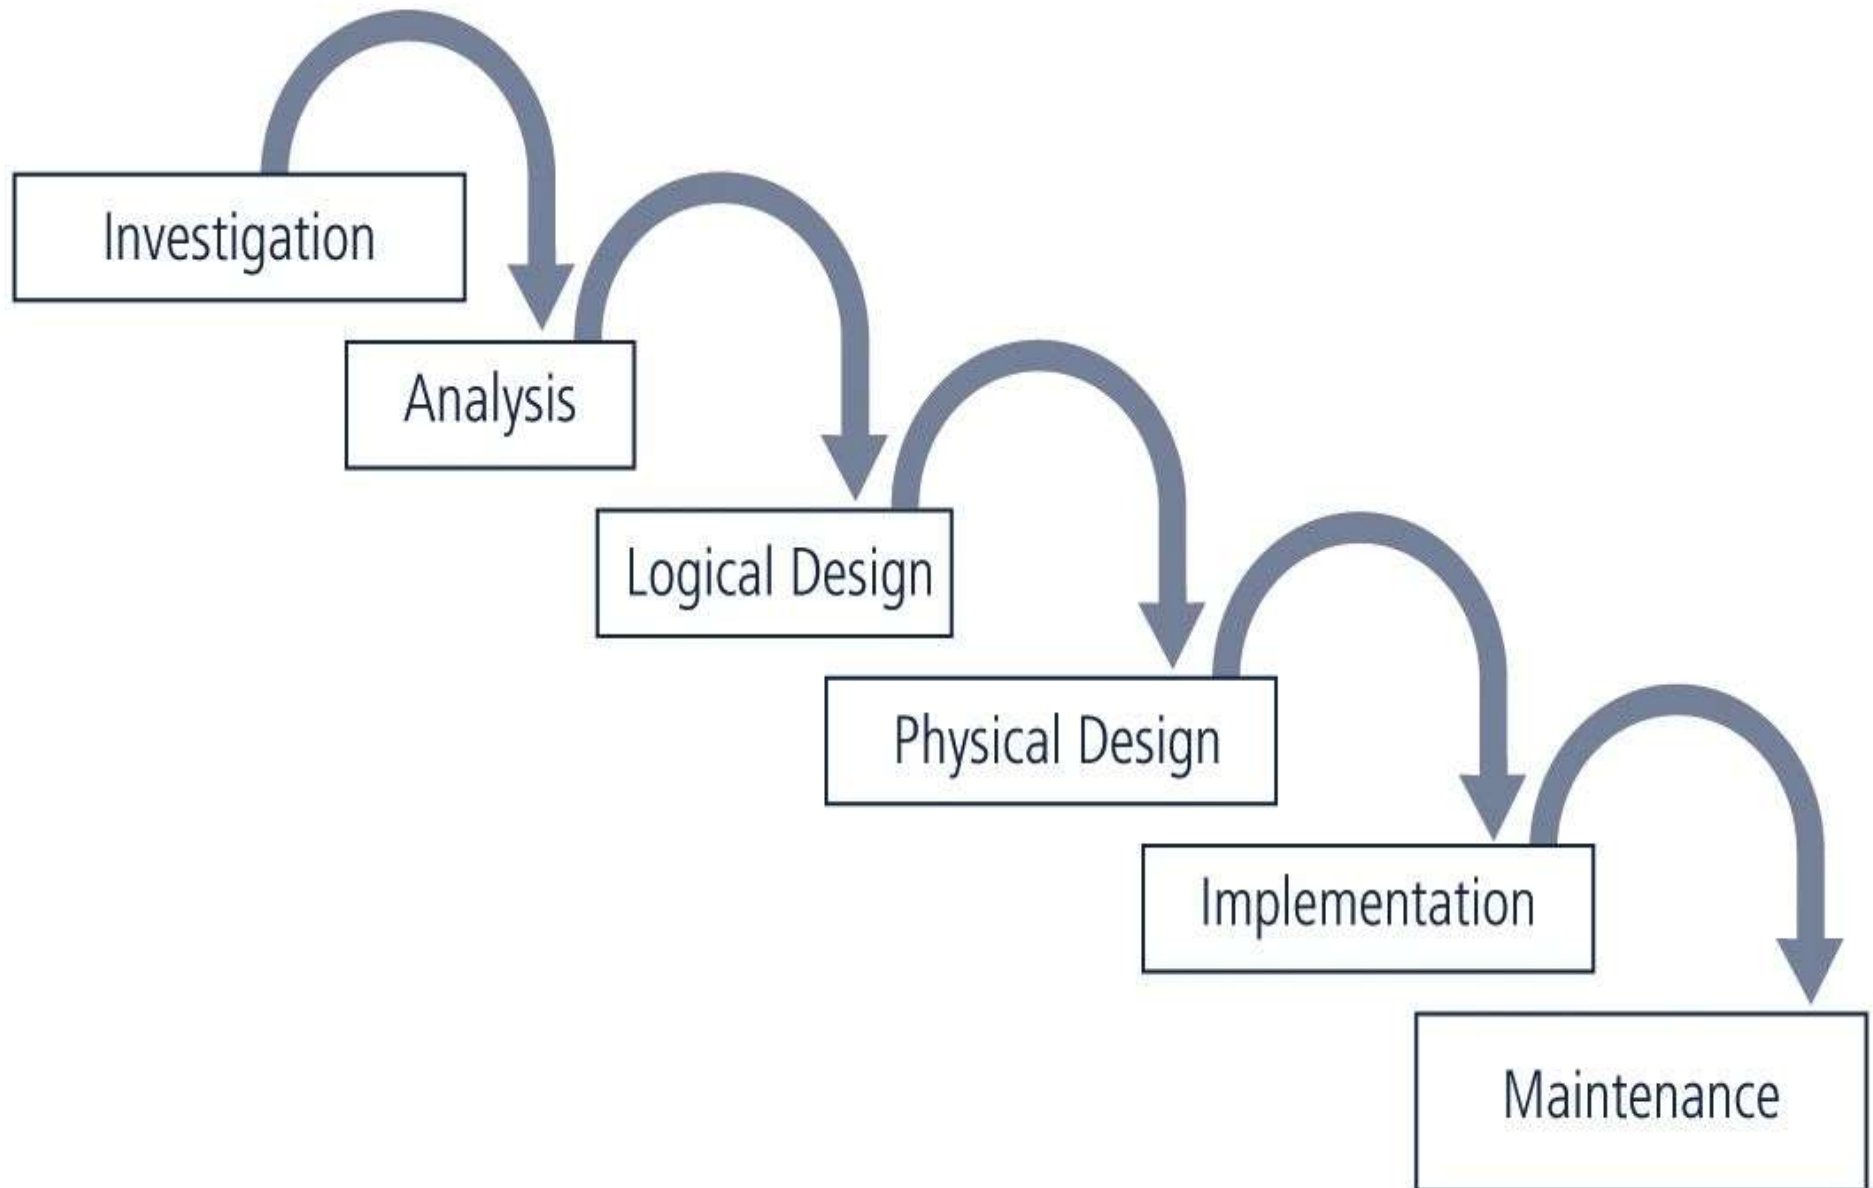 Investigation
Analysis
Logical Design
Physical Design
Implementation
Maintenance